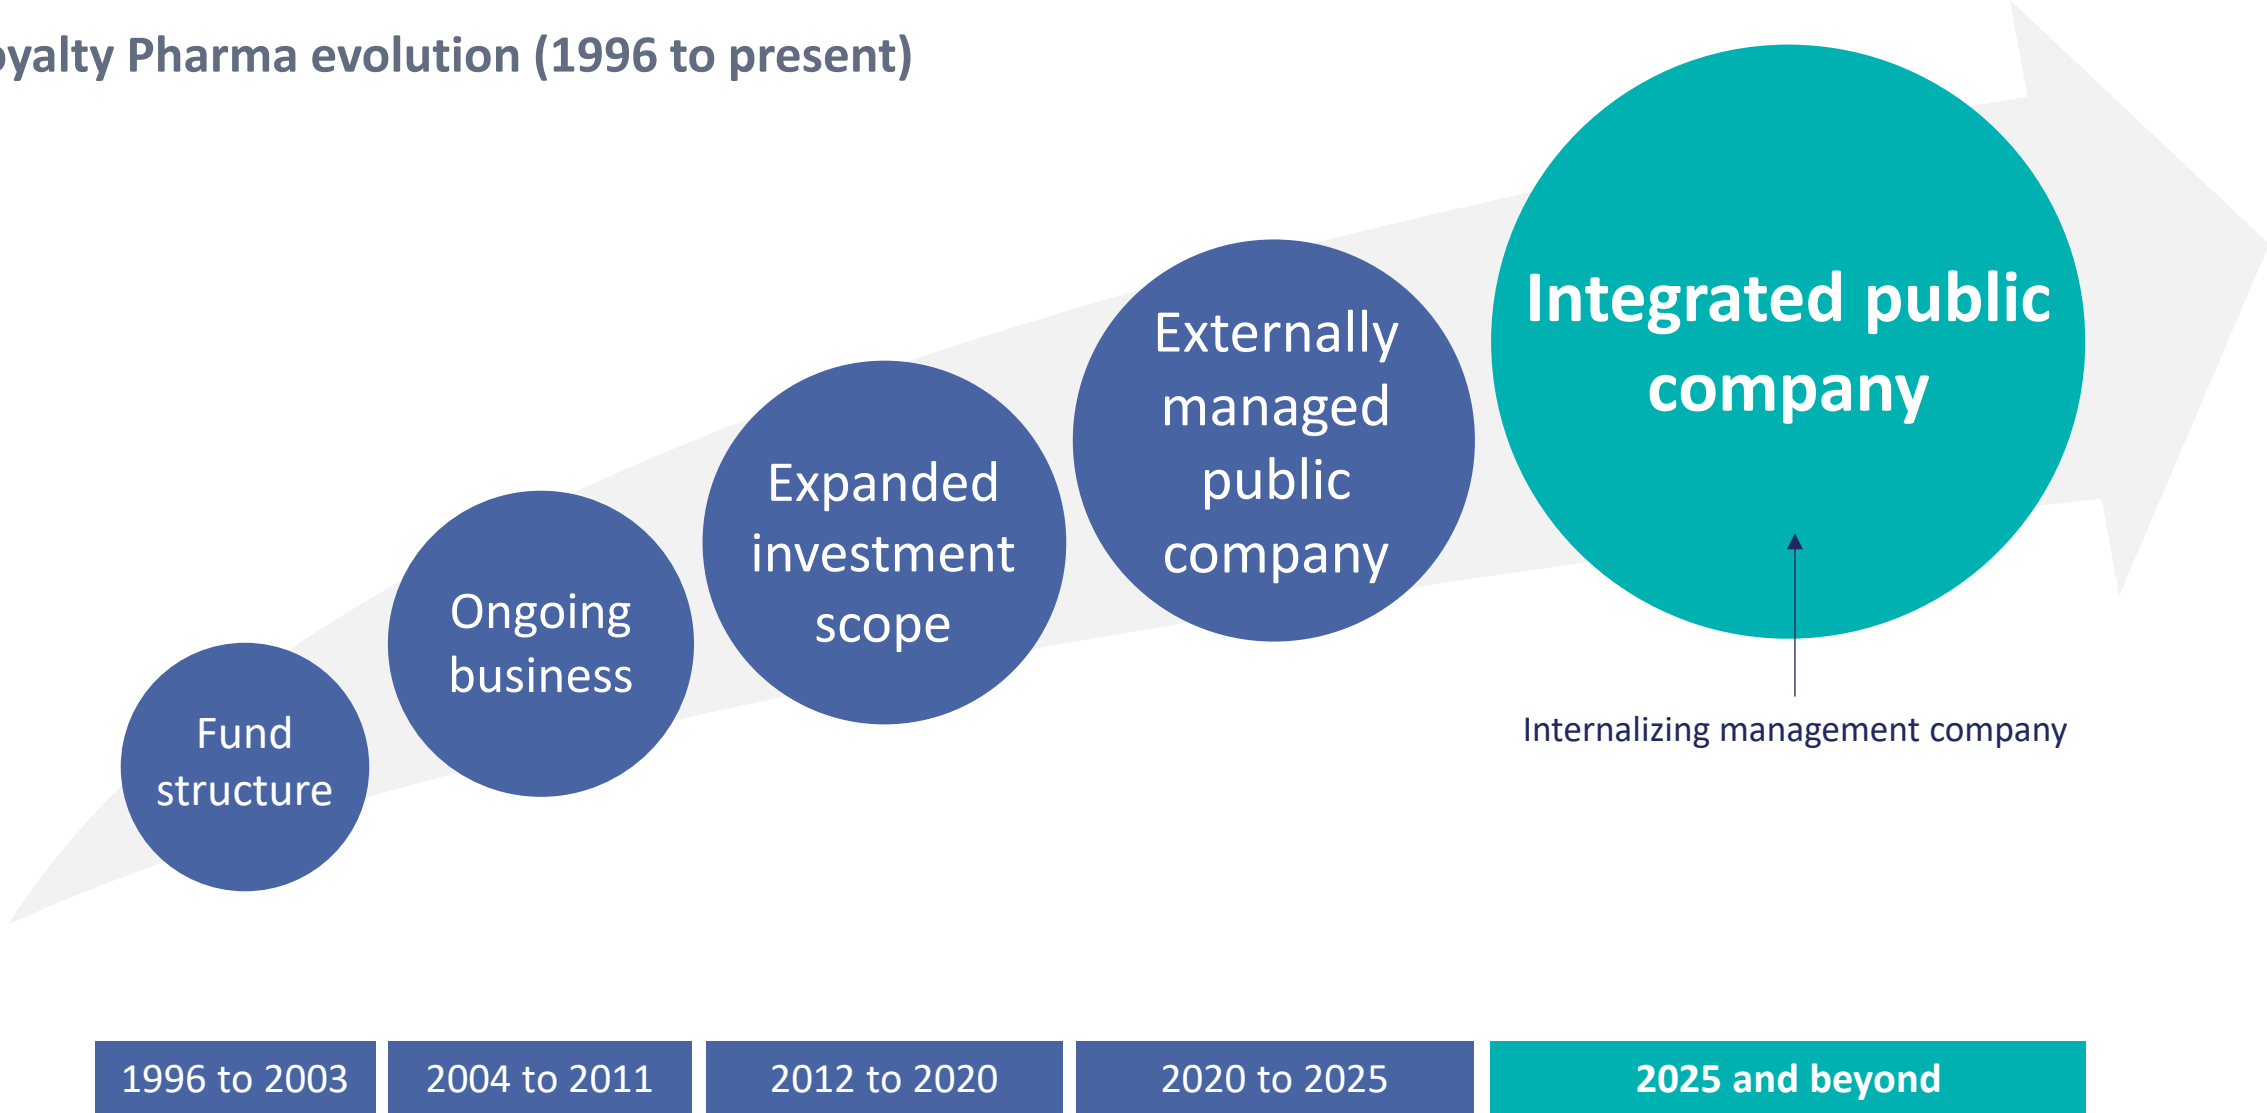 oyalty Pharma evolution (1996 to present)
Integrated public
company
Externally
managed
public
company
Expanded
investment
scope
Ongoing
business
Fund
structure
Internalizing management company
1996 to 2003
2004 to 2011
2012 to 2020
2020 to 2025
2025 and beyond